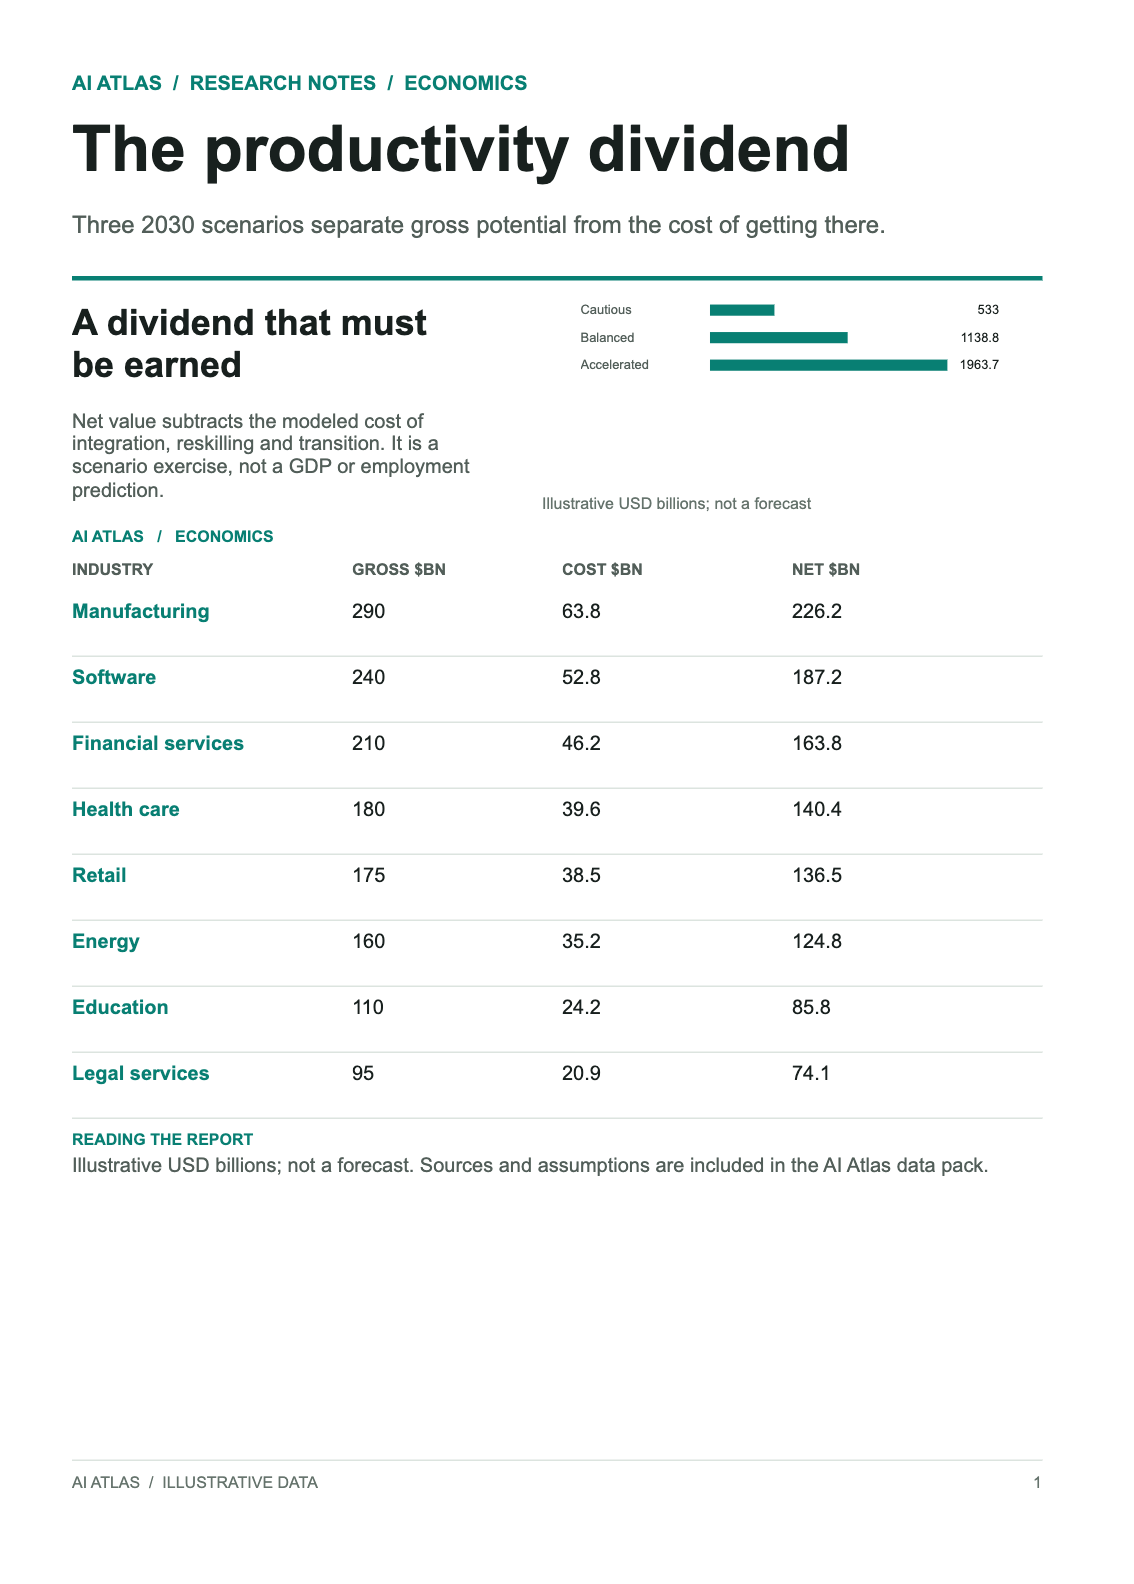 AI ATLAS / RESEARCH NOTES / ECONOMICS
The productivity dividend
Three 2030 scenarios separate gross potential from the cost of getting there.
A dividend that must
be earned
Net value subtracts the modeled cost of
integration, reskilling and transition. It is a
scenario exercise, not a GDP or employment
prediction.
Cautious 533
Balanced 1138.8
Accelerated 1963.7
Illustrative USD billions; not a forecast
AI ATLAS / ECONOMICS
INDUSTRY GROSS $BN COST $BN NET $BN
Manufacturing 290 63.8 226.2
Software 240 52.8 187.2
Financial services 210 46.2 163.8
Health care 180 39.6 140.4
Retail 175 38.5 136.5
Energy 160 35.2 124.8
Education 110 24.2 85.8
Legal services 95 20.9 74.1
READING THE REPORT
Illustrative USD billions; not a forecast. Sources and assumptions are included in the AI Atlas data pack.
AI ATLAS / ILLUSTRATIVE DATA 1